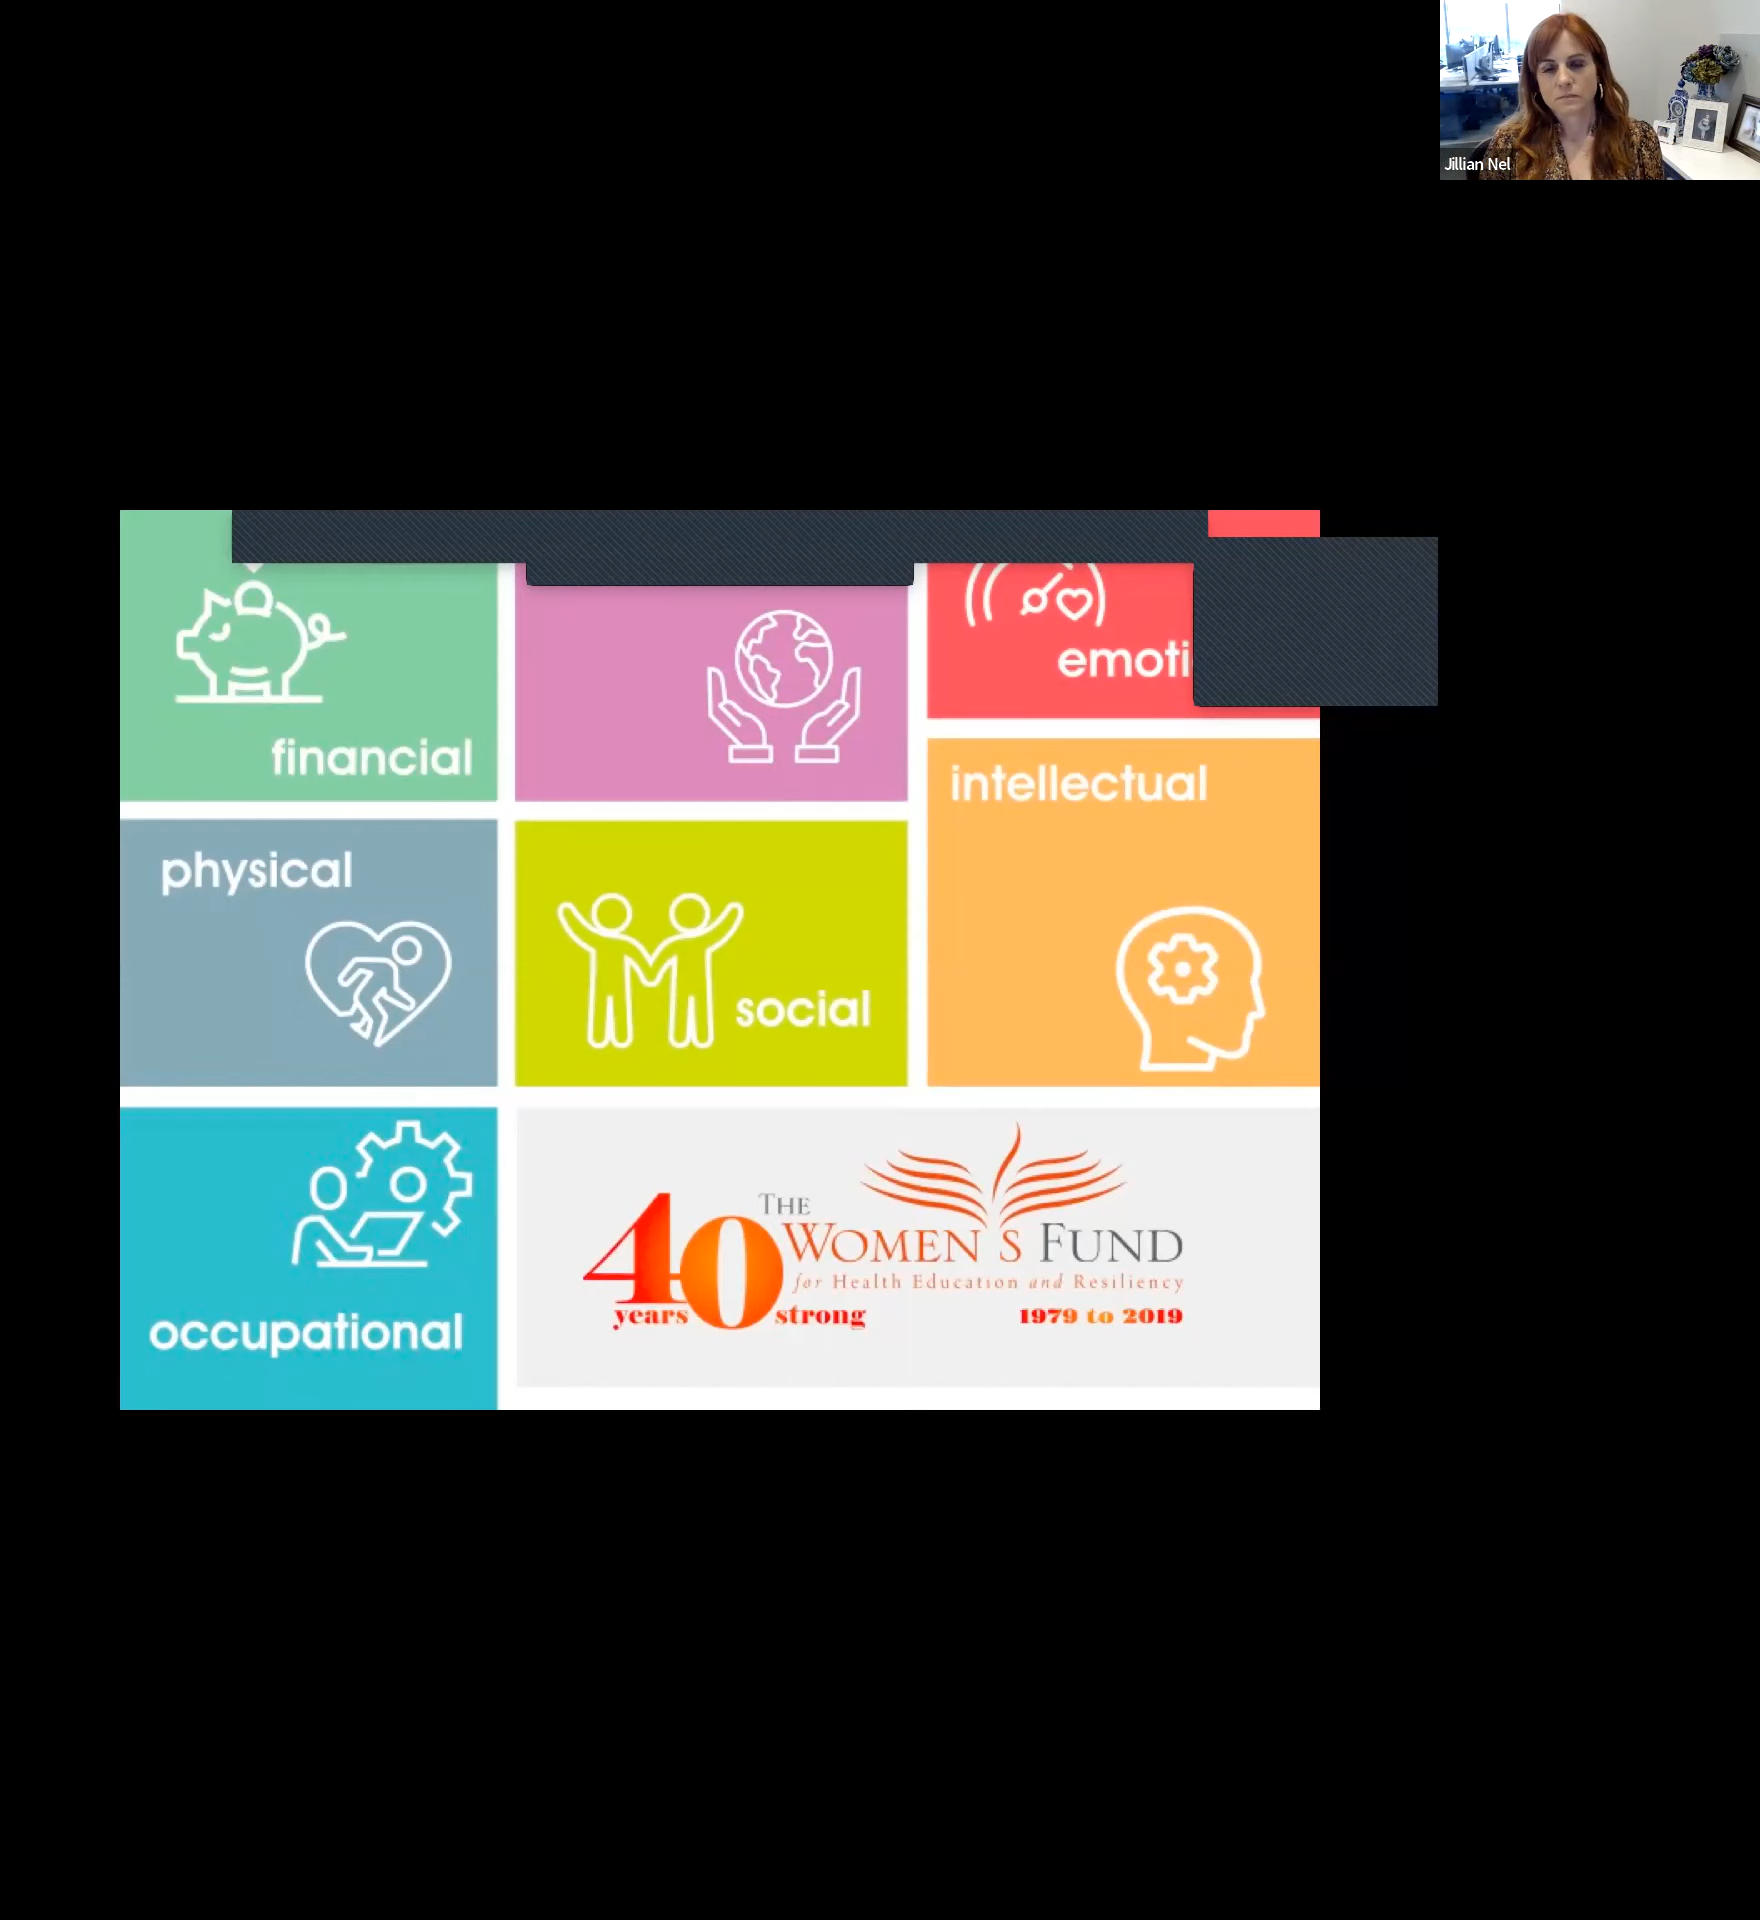 Jillian Nel
financial
emoti
intellectual
physical
social
occupational
40
years strong
THE
WOMEN'S FUND
for Health Education and Resiliency
1979 to 2019